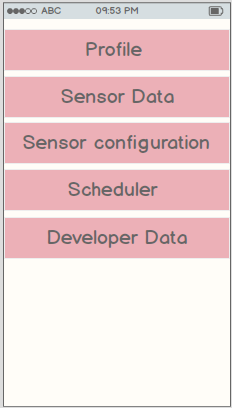 ABC 09:53 PM
Profile
Sensor Data
Sensor configuration
Scheduler
Developer Data